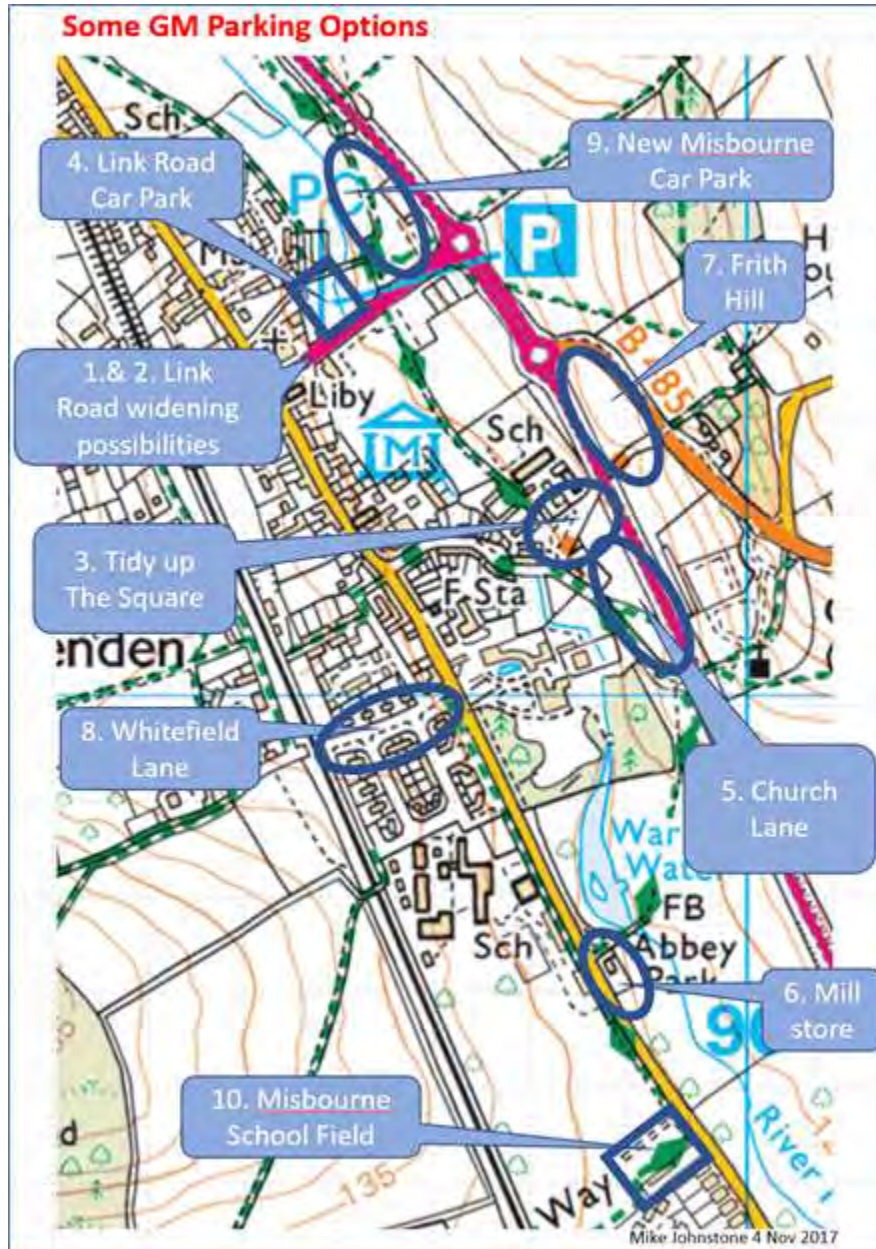 Some GM Parking Options
Sch
4. Link Road
Car Park
9. New Misbourne
Car Park
P
7. Frith
Hill
B 485
1.& 2. Link
Road widening
possibilities
Liby
M
Sch
3. Tidy up
The Square
F Sta
enden
8. Whitefield
Lane
5. Church
Lane
War
Wate
FB
Abbey
Park
Sch
6. Mill
store
10. Misbourne
School Field
River
135
Way
Mike Johnstone 4 Nov 2017